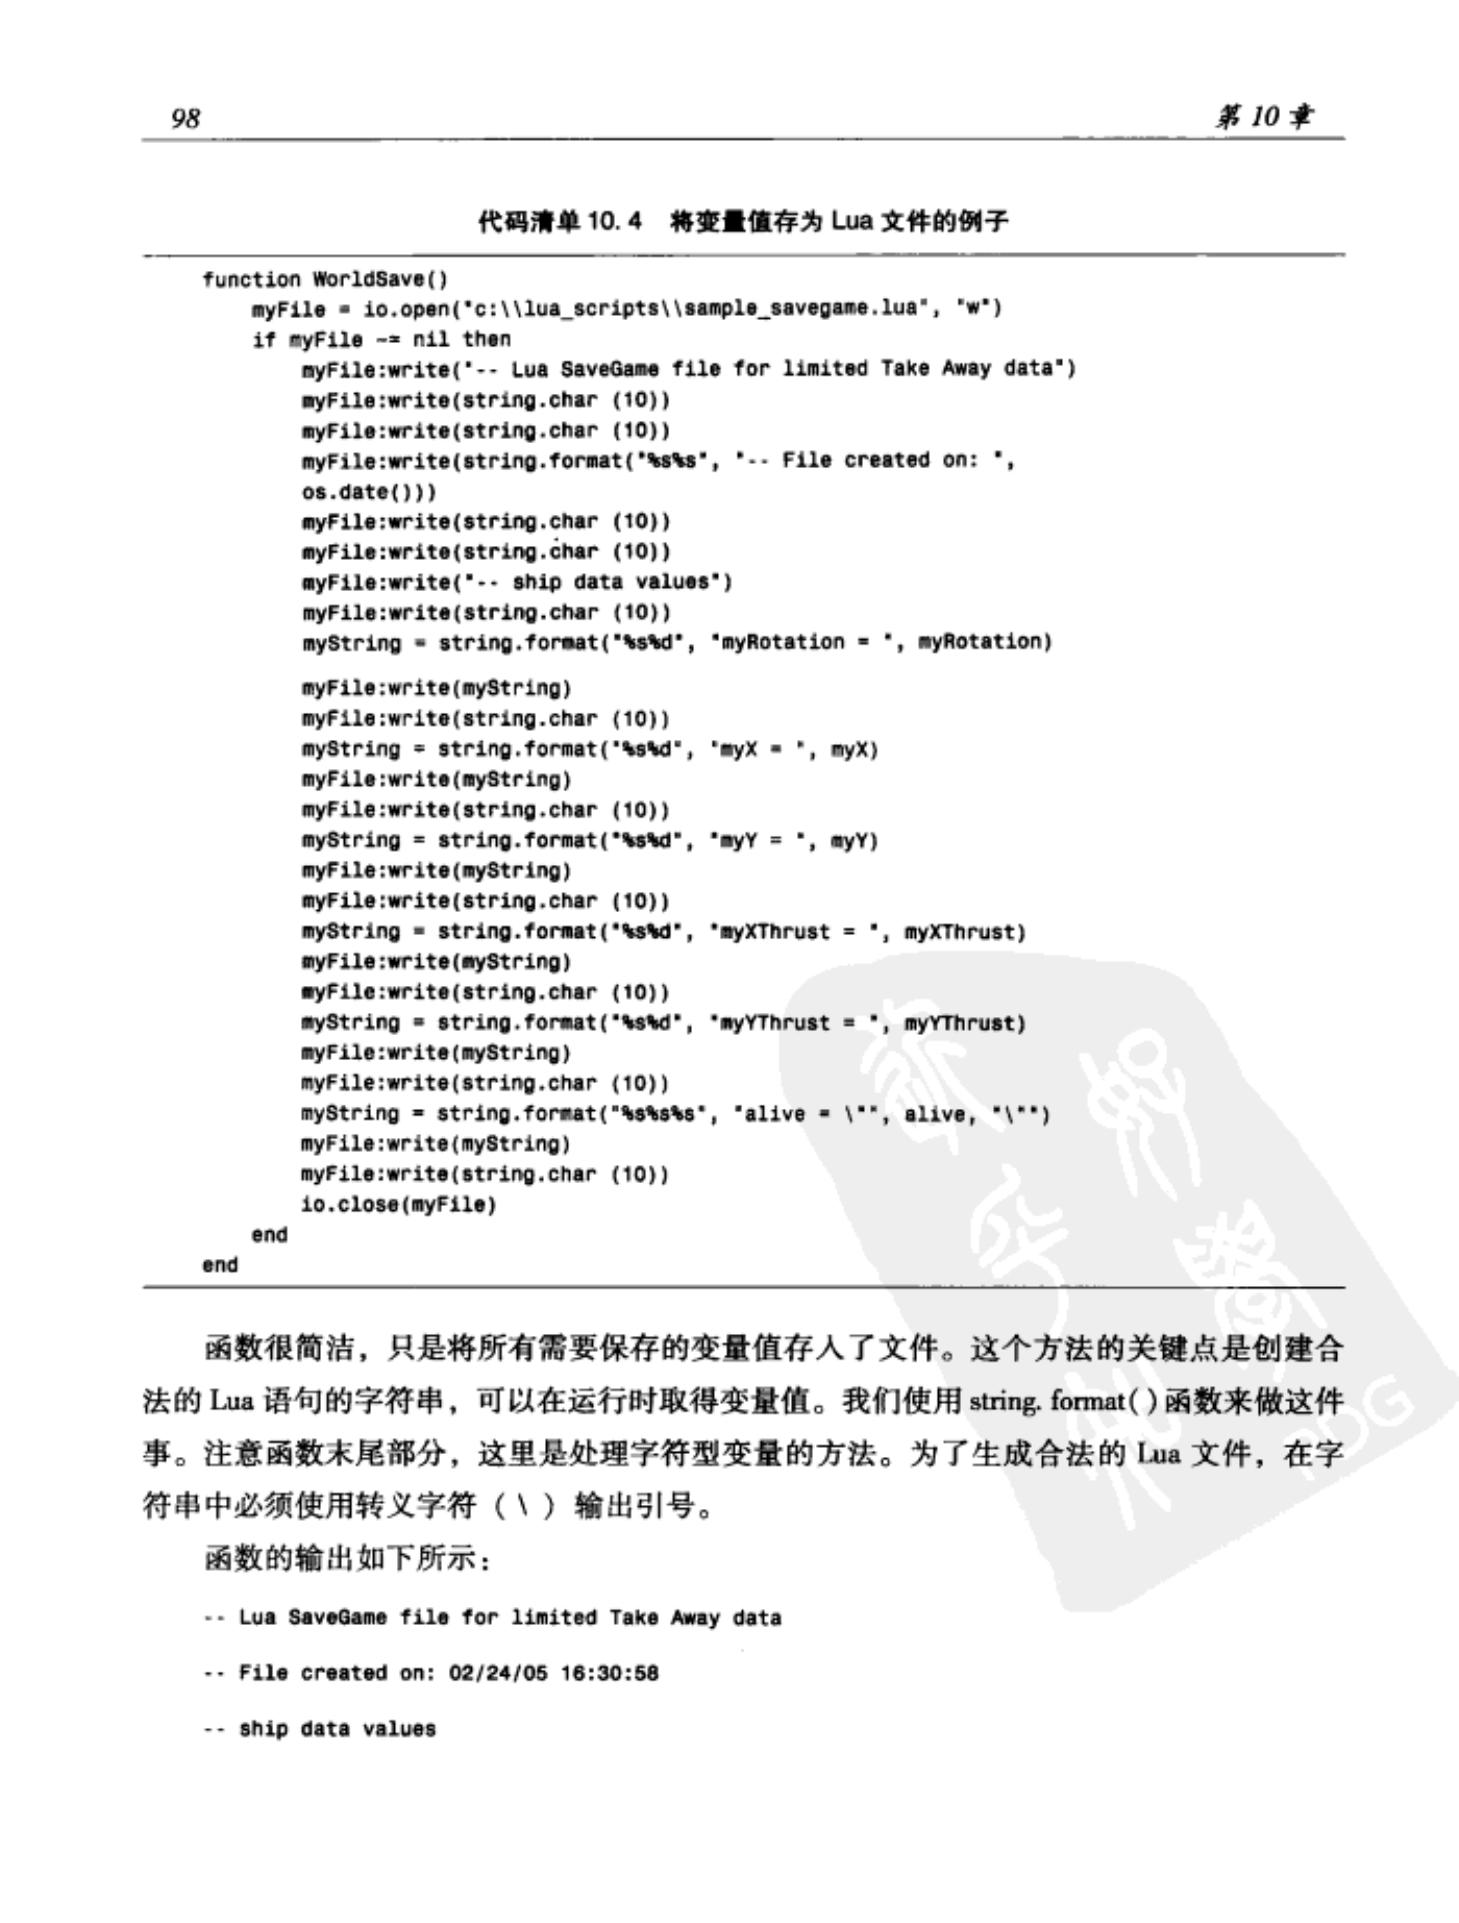 98
第 10 章
代码清单 10.4 将变量值存为 Lua 文件的例子
function WorldSave()
myFile = io.open("c:\\lua_scripts\\sample_savegame.lua", "w")
if myFile ~= nil then
myFile:write("-- Lua SaveGame file for limited Take Away data")
myFile:write(string.char (10))
myFile:write(string.char (10))
myFile:write(string.format("%s%s", "-- File created on: ",
os.date()))
myFile:write(string.char (10))
myFile:write(string.char (10))
myFile:write("-- ship data values")
myFile:write(string.char (10))
myString = string.format("%s%d", "myRotation = ", myRotation)
myFile:write(myString)
myFile:write(string.char (10))
myString = string.format("%s%d", "myX = ", myX)
myFile:write(myString)
myFile:write(string.char (10))
myString = string.format("%s%d", "myY = ", myY)
myFile:write(myString)
myFile:write(string.char (10))
myString = string.format("%s%d", "myXThrust = ", myXThrust)
myFile:write(myString)
myFile:write(string.char (10))
myString = string.format("%s%d", "myYThrust = ", myYThrust)
myFile:write(myString)
myFile:write(string.char (10))
myString = string.format("%s%s%s", "alive = \"", alive, "\"")
myFile:write(myString)
myFile:write(string.char (10))
io.close(myFile)
end
end
函数很简洁，只是将所有需要保存的变量值存入了文件。这个方法的关键点是创建合
法的 Lua 语句的字符串，可以在运行时取得变量值。我们使用 string. format( )函数来做这件
事。注意函数末尾部分，这里是处理字符型变量的方法。为了生成合法的 Lua 文件，在字
符串中必须使用转义字符（ \ ）输出引号。
函数的输出如下所示：
-- Lua SaveGame file for limited Take Away data
-- File created on: 02/24/05 16:30:58
-- ship data values
PDG